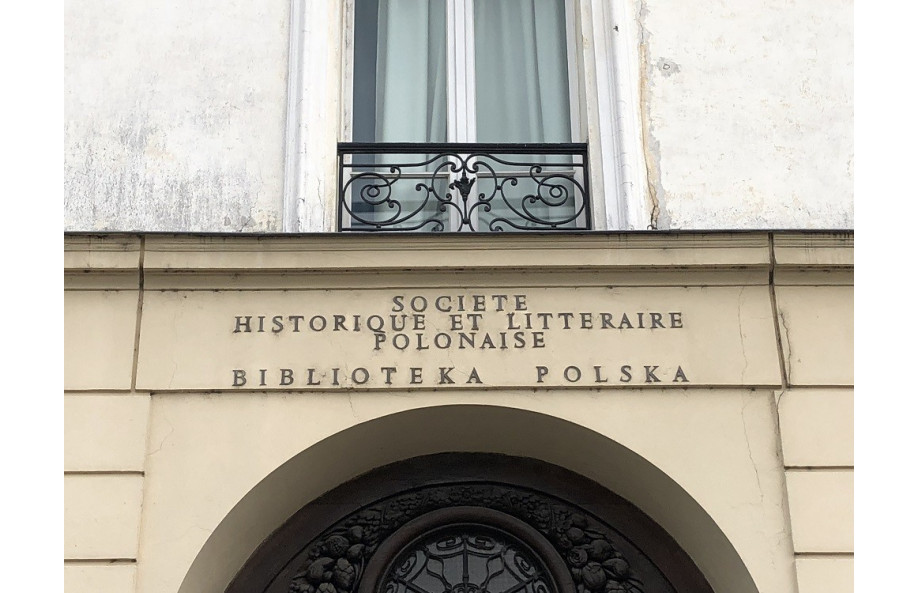 SOCIETE
HISTORIQUE ET LITTERAIRE
POLONAISE
BIBLIOTEKA POLSKA